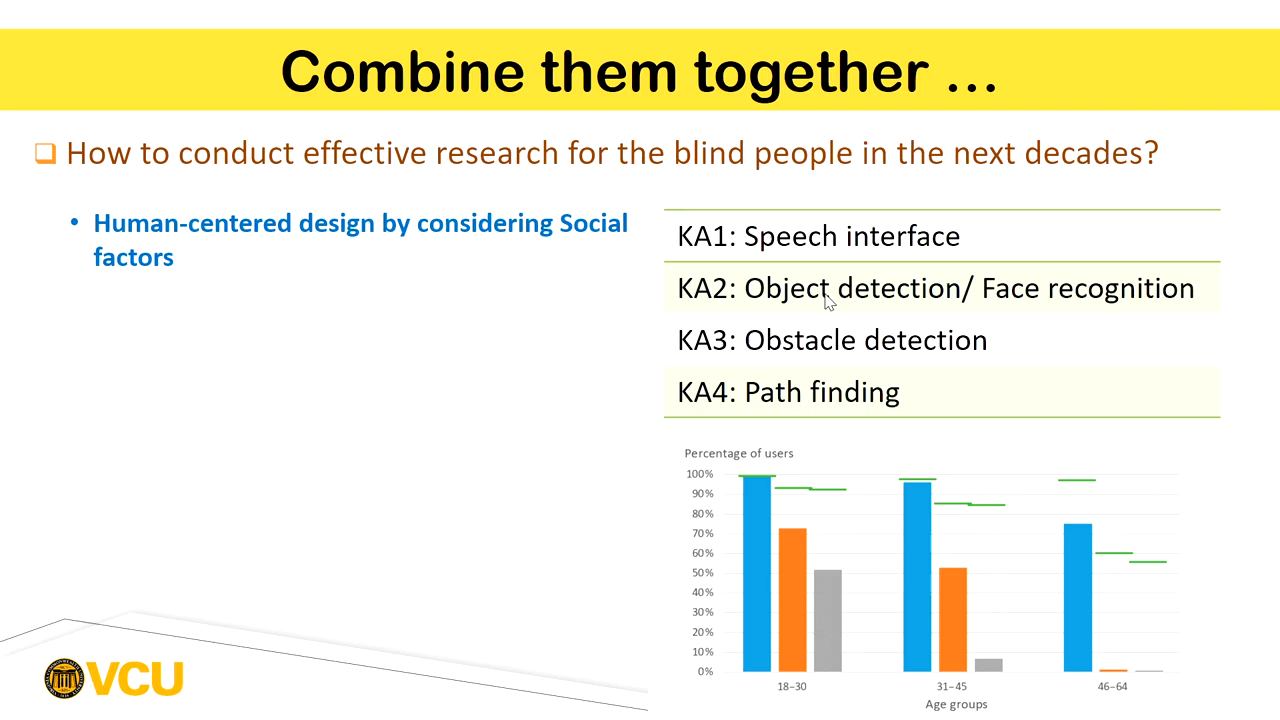 Combine them together ...
How to conduct effective research for the blind people in the next decades?
• Human-centered design by considering Social
factors
KA1: Speech interface
KA2: Object detection/ Face recognition
KA3: Obstacle detection
KA4: Path finding
Percentage of users
100%
90%
80%
70%
60%
50%
40%
30%
20%
10%
0%
18–30
31–45
46–64
Age groups
VCU